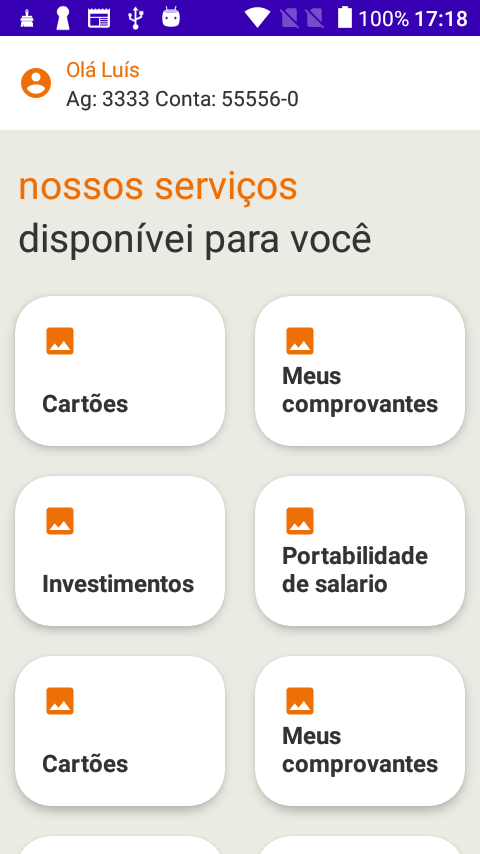 100% 17:18
Olá Luís
Ag: 3333 Conta: 55556-0
nossos serviços
disponívei para você
Cartões
Meus
comprovantes
Investimentos
Portabilidade
de salario
Cartões
Meus
comprovantes